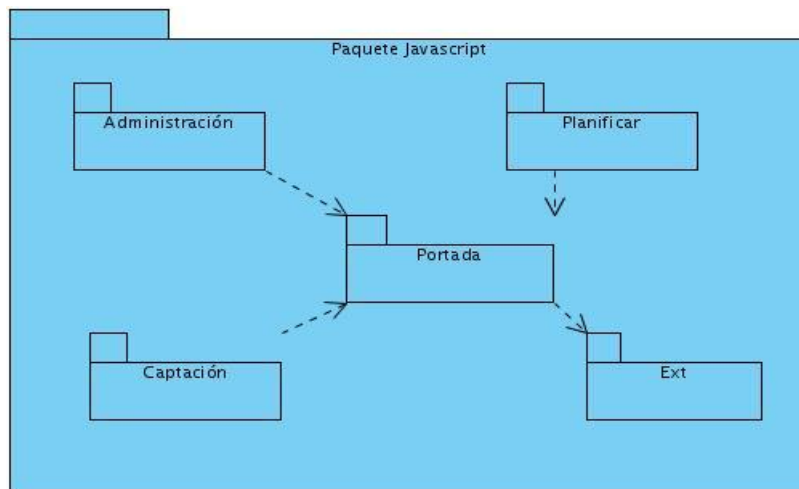 Paquete Javascript
Administración
Planificar
Portada
Captación
Ext